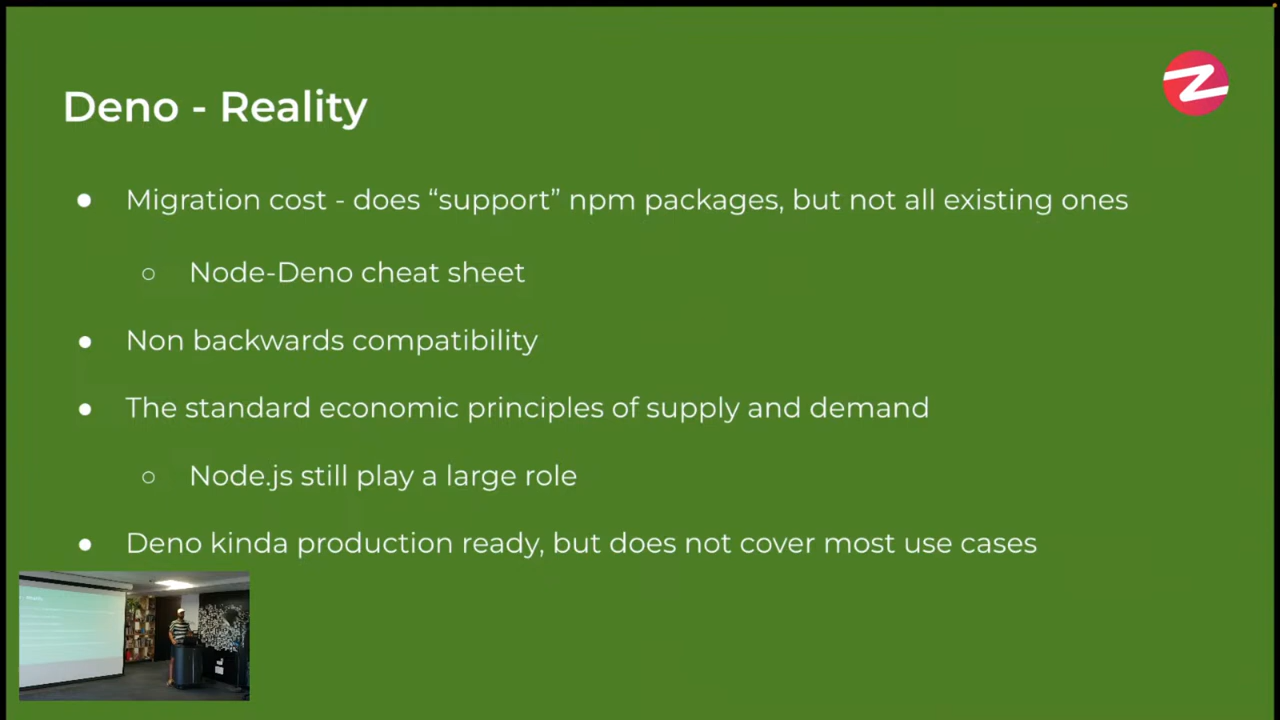 Deno - Reality
● Migration cost - does “support” npm packages, but not all existing ones
○ Node-Deno cheat sheet
● Non backwards compatibility
● The standard economic principles of supply and demand
○ Node.js still play a large role
● Deno kinda production ready, but does not cover most use cases